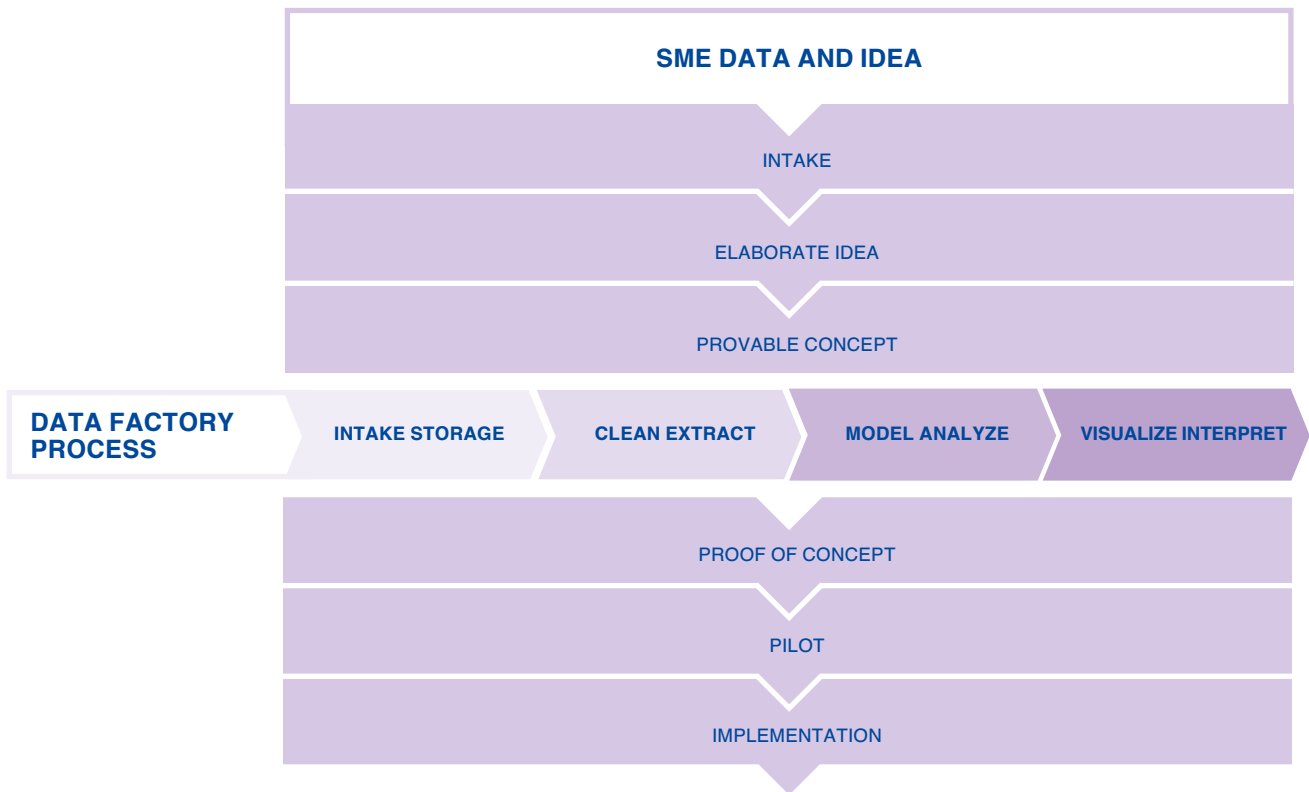 SME DATA AND IDEA
INTAKE
ELABORATE IDEA
PROVABLE CONCEPT
DATA FACTORY
PROCESS
INTAKE STORAGE
CLEAN EXTRACT
MODEL ANALYZE
VISUALIZE INTERPRET
PROOF OF CONCEPT
PILOT
IMPLEMENTATION